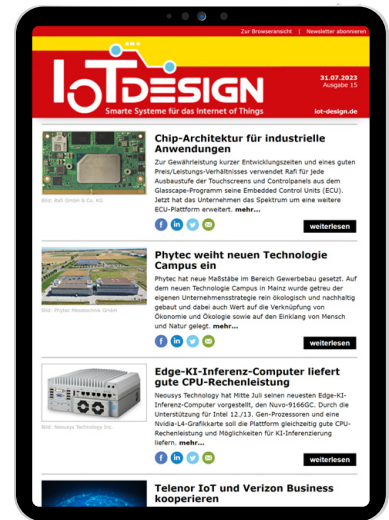 Zur Browseransicht | Newsletter abonnieren
IoTDESIGN
Smarte Systeme für das Internet of Things
31.07.2023
Ausgabe 15
iot-design.de
Chip-Architektur für industrielle
Anwendungen
Zur Gewährleistung kurzer Entwicklungszeiten und eines guten
Preis/Leistungs-Verhältnisses verwendet Rafi für jede
Ausbaustufe der Touchscreens und Controlpanels aus dem
Glasscape-Programm seine Embedded Control Units (ECU).
Jetzt hat das Unternehmen das Spektrum um eine weitere
ECU-Plattform erweitert. mehr...
Bild: Rafi GmbH & Co. KG
weiterlesen
Phytec weiht neuen Technologie
Campus ein
Phytec hat neue Maßstäbe im Bereich Gewerbebau gesetzt. Auf
dem neuen Technologie Campus in Mainz wurde getreu der
eigenen Unternehmensstrategie rein ökologisch und nachhaltig
gebaut und dabei auch Wert auf die Verknüpfung von
Ökonomie und Ökologie sowie auf den Einklang von Mensch
und Natur gelegt. mehr...
Bild: Phytec Messtechnik GmbH
weiterlesen
Edge-KI-Inferenz-Computer liefert
gute CPU-Rechenleistung
Neousys Technology hat Mitte Juli seinen neuesten Edge-KI-
Inferenz-Computer vorgestellt, den Nuvo-9166GC. Durch die
Unterstützung für Intel 12./13. Gen-Prozessoren und eine
Nvidia-L4-Grafikkarte soll die Plattform gleichzeitig gute CPU-
Rechenleistung und Möglichkeiten für KI-Inferenzierung
liefern. mehr...
Bild: Neousys Technology Inc.
weiterlesen
Telenor IoT und Verizon Business
kooperieren